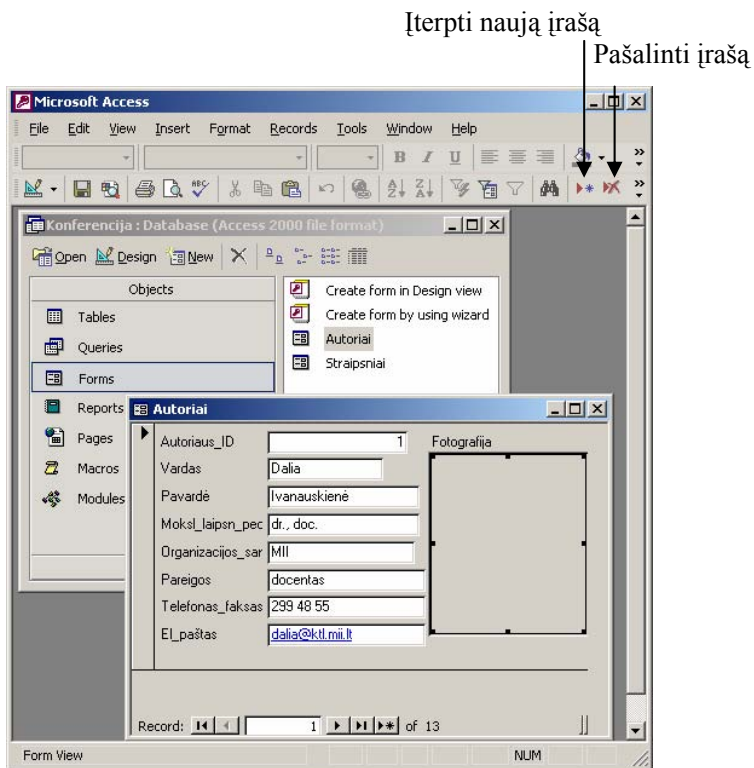 Įterpti naują įrašą
Pašalinti įrašą
Microsoft Access
File Edit View Insert Format Records Tools Window Help
B I U
ABC
A Z Z A
Konferencija : Database (Access 2000 file format)
Open Design New
Objects
Tables
Queries
Forms
Reports
Pages
Macros
Modules
Create form in Design view
Create form by using wizard
Autoriai
Straipsniai
Autoriai
Autoriaus_ID 1 Fotografija
Vardas Dalia
Pavardė Ivanauskienė
Moksl_laipsn_pec dr., doc.
Organizacijos_sar MII
Pareigos docentas
Telefonas_faksas 299 48 55
El_paštas dalia@ktl.mii.lt
Record: 1 of 13
Form View NUM